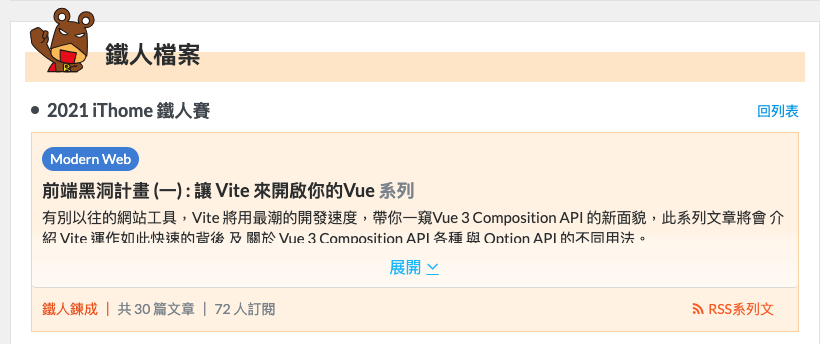 鐵人檔案
2021 iThome 鐵人賽
回列表
Modern Web
前端黑洞計畫 (一) : 讓 Vite 來開啟你的Vue 系列
有別以往的網站工具，Vite 將用最潮的開發速度，帶你一窺Vue 3 Composition API 的新面貌，此系列文章將會 介
紹 Vite 運作如此快速的背後 及 關於 Vue 3 Composition API 各種 與 Option API 的不同用法。
展開
鐵人鍊成 | 共 30 篇文章 | 72 人訂閱
RSS系列文